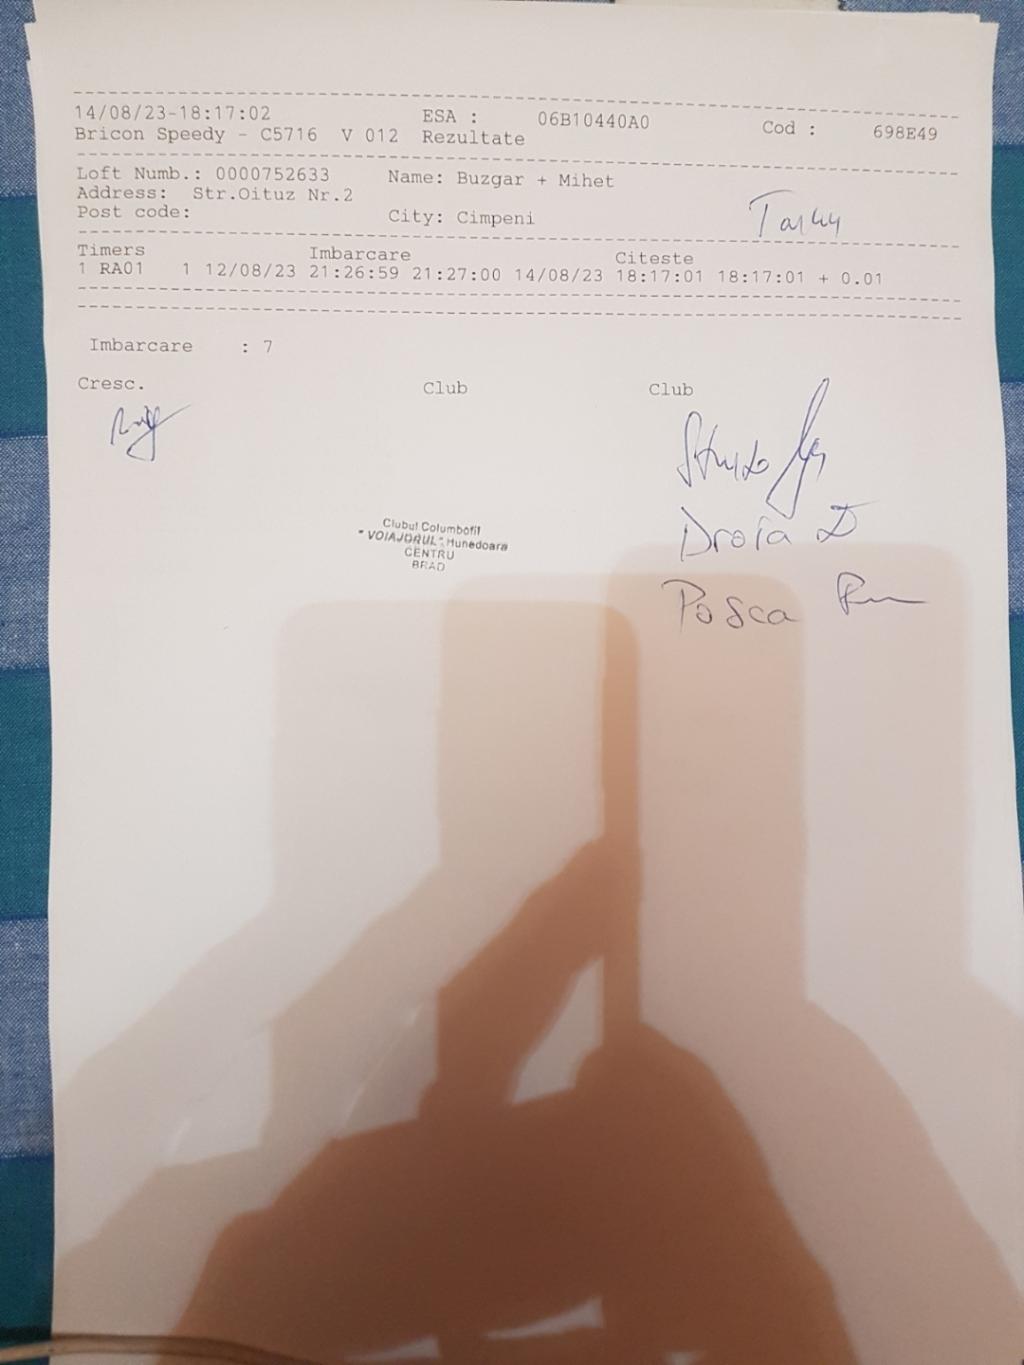 14/08/23-18:17:02 ESA : 06B10440A0 Cod : 698E49
Bricon Speedy - C5716 V 012 Rezultate
Loft Numb.: 0000752633 Name: Buzgar + Mihet
Address: Str.Oituz Nr.2
Post code: City: Cimpeni
Timers Imbarcare Citeste
1 RA01 1 12/08/23 21:26:59 21:27:00 14/08/23 18:17:01 18:17:01 + 0.01
Imbarcare : 7
Cresc. Club Club
Clubul Columbofil
"VOIAJORUL" Hunedoara
CENTRU
BRAD
Posca